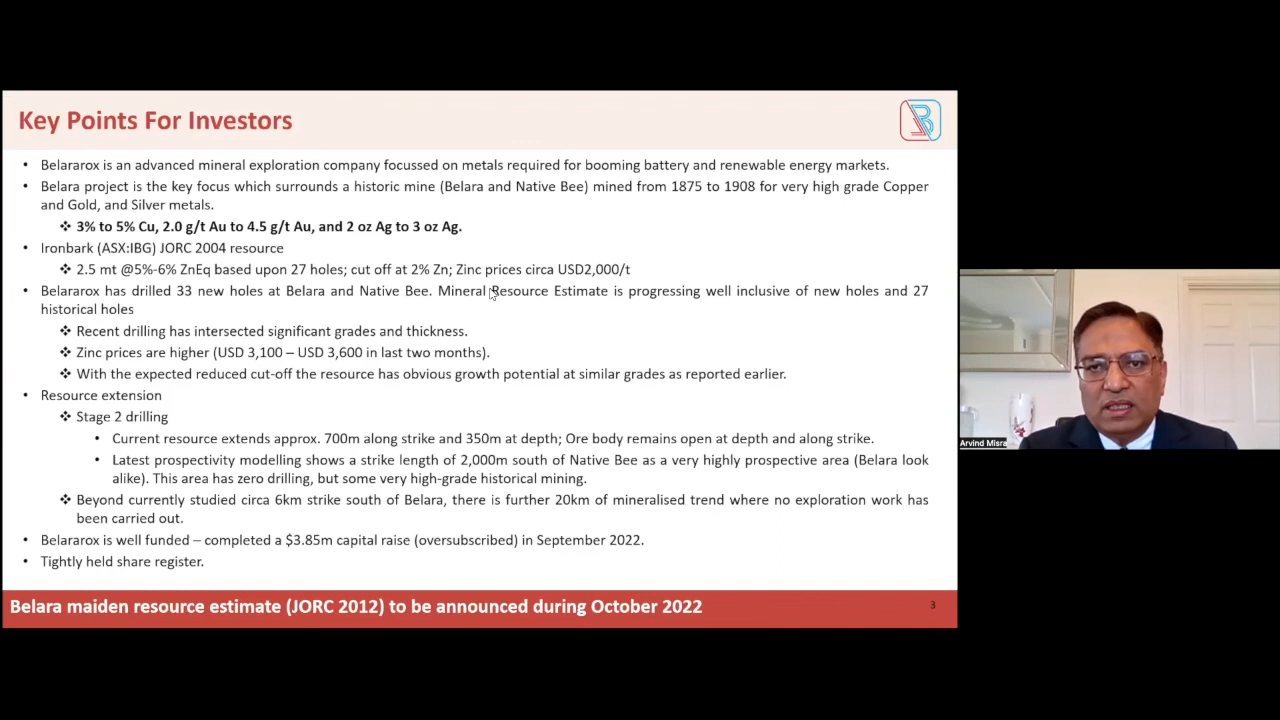 Key Points For Investors
• Belararox is an advanced mineral exploration company focussed on metals required for booming battery and renewable energy markets.
• Belara project is the key focus which surrounds a historic mine (Belara and Native Bee) mined from 1875 to 1908 for very high grade Copper
and Gold, and Silver metals.
❖ 3% to 5% Cu, 2.0 g/t Au to 4.5 g/t Au, and 2 oz Ag to 3 oz Ag.
• Ironbark (ASX:IBG) JORC 2004 resource
❖ 2.5 mt @5%-6% ZnEq based upon 27 holes; cut off at 2% Zn; Zinc prices circa USD2,000/t
• Belararox has drilled 33 new holes at Belara and Native Bee. Mineral Resource Estimate is progressing well inclusive of new holes and 27
historical holes
❖ Recent drilling has intersected significant grades and thickness.
❖ Zinc prices are higher (USD 3,100 – USD 3,600 in last two months).
❖ With the expected reduced cut-off the resource has obvious growth potential at similar grades as reported earlier.
• Resource extension
❖ Stage 2 drilling
• Current resource extends approx. 700m along strike and 350m at depth; Ore body remains open at depth and along strike.
• Latest prospectivity modelling shows a strike length of 2,000m south of Native Bee as a very highly prospective area (Belara look
alike). This area has zero drilling, but some very high-grade historical mining.
❖ Beyond currently studied circa 6km strike south of Belara, there is further 20km of mineralised trend where no exploration work has
been carried out.
• Belararox is well funded – completed a $3.85m capital raise (oversubscribed) in September 2022.
• Tightly held share register.
Belara maiden resource estimate (JORC 2012) to be announced during October 2022
3
Arvind Misra